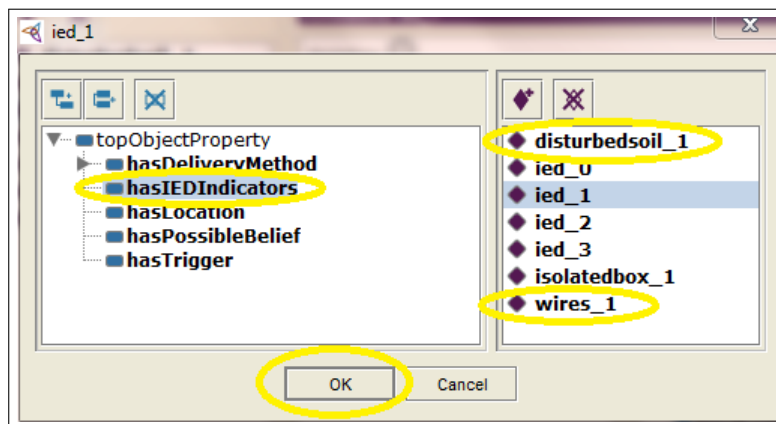 ied_1
topObjectProperty
hasDeliveryMethod
hasIEDIndicators
hasLocation
hasPossibleBelief
hasTrigger
disturbedsoil_1
ied_0
ied_1
ied_2
ied_3
isolatedbox_1
wires_1
OK
Cancel